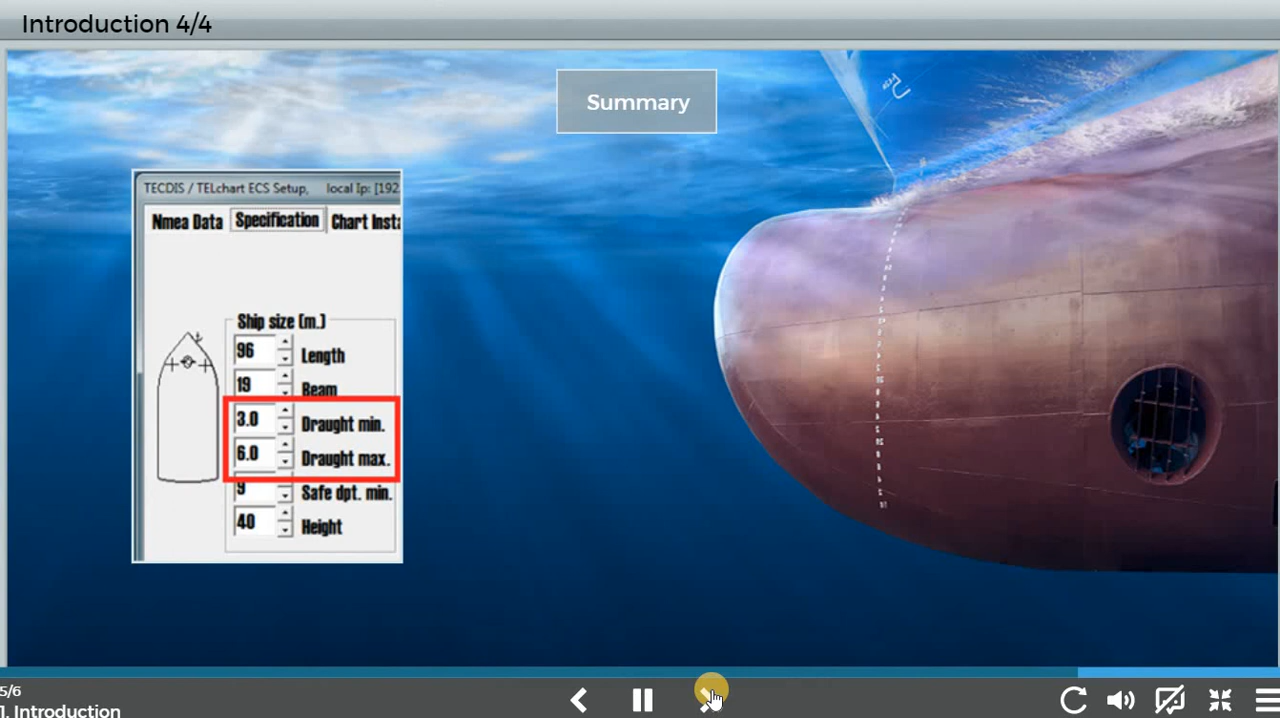 Introduction 4/4
Summary
TECDIS / TELchart ECS Setup, local Ip: [192
Nmea Data Specification Chart Insta
Ship size (m.)
96 Length
19 Beam
3.0 Draught min.
6.0 Draught max.
9 Safe dpt. min.
40 Height
5/6
1. Introduction